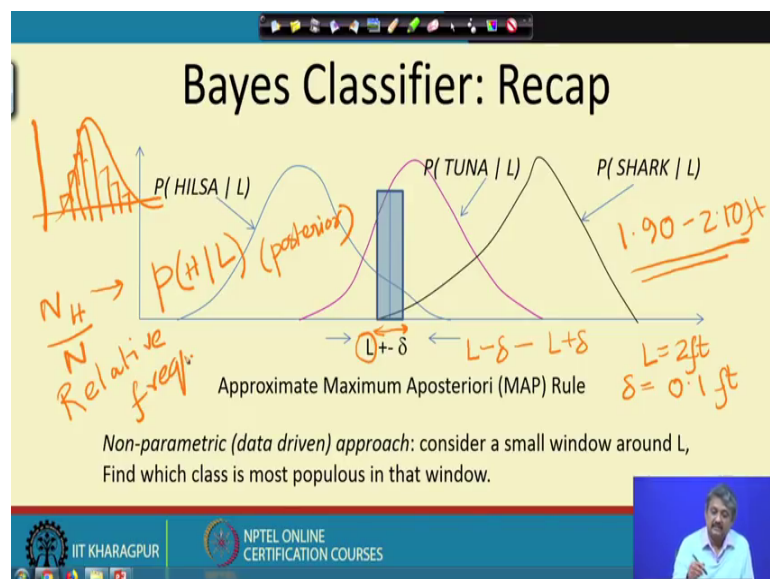 Bayes Classifier: Recap
P( HILSA | L)
P( TUNA | L)
P( SHARK | L)
1.90 - 2.10ft
P(H|L) (posterior)
N_H
N
Relative
freq
L +- δ
L-δ - L+δ
L = 2ft
δ = 0.1 ft
Approximate Maximum Aposteriori (MAP) Rule
Non-parametric (data driven) approach: consider a small window around L,
Find which class is most populous in that window.
IIT KHARAGPUR
NPTEL ONLINE
CERTIFICATION COURSES